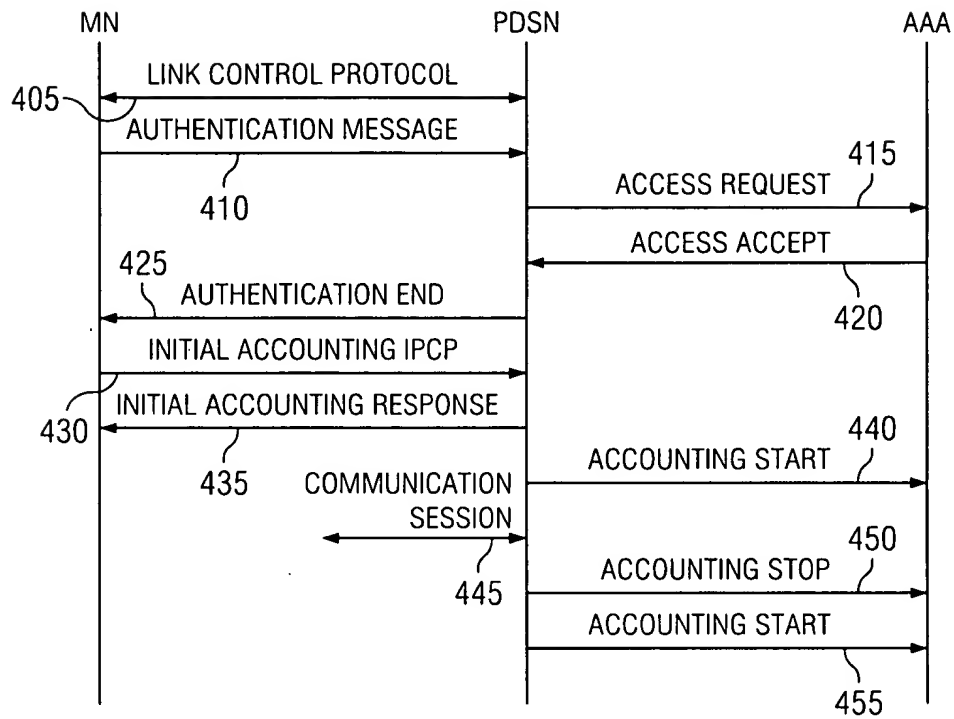 MN PDSN AAA
LINK CONTROL PROTOCOL
405
AUTHENTICATION MESSAGE
410
ACCESS REQUEST 415
ACCESS ACCEPT
420
425
AUTHENTICATION END
INITIAL ACCOUNTING IPCP
430
INITIAL ACCOUNTING RESPONSE
435
ACCOUNTING START 440
COMMUNICATION
SESSION
445
ACCOUNTING STOP 450
ACCOUNTING START
455